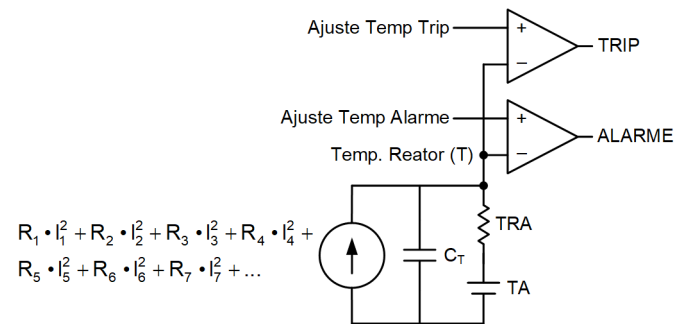 Ajuste Temp Trip
+
−
TRIP
Ajuste Temp Alarme
+
−
ALARME
Temp. Reator (T)
R₁ • I₁² + R₂ • I₂² + R₃ • I₃² + R₄ • I₄² +
R₅ • I₅² + R₆ • I₆² + R₇ • I₇² + ...
TRA
C_T
TA